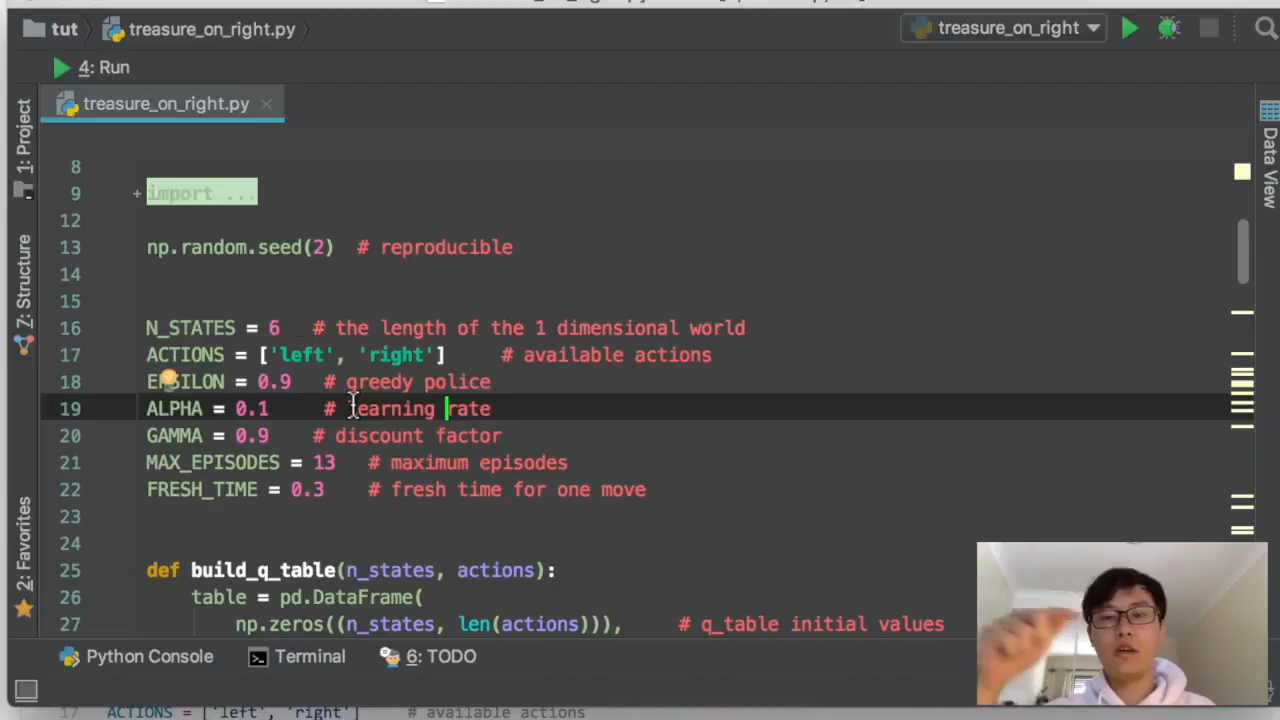 tut
treasure_on_right.py
treasure_on_right
4: Run
treasure_on_right.py
1: Project
Z: Structure
2: Favorites
Data View
8
9 + import ...
12
13 np.random.seed(2) # reproducible
14
15
16 N_STATES = 6 # the length of the 1 dimensional world
17 ACTIONS = ['left', 'right'] # available actions
18 EPSILON = 0.9 # greedy police
19 ALPHA = 0.1 # learning rate
20 GAMMA = 0.9 # discount factor
21 MAX_EPISODES = 13 # maximum episodes
22 FRESH_TIME = 0.3 # fresh time for one move
23
24
25 def build_q_table(n_states, actions):
26 table = pd.DataFrame(
27 np.zeros((n_states, len(actions))), # q_table initial values
Python Console
Terminal
6: TODO
17 ACTIONS = ['left', 'right'] # available actions